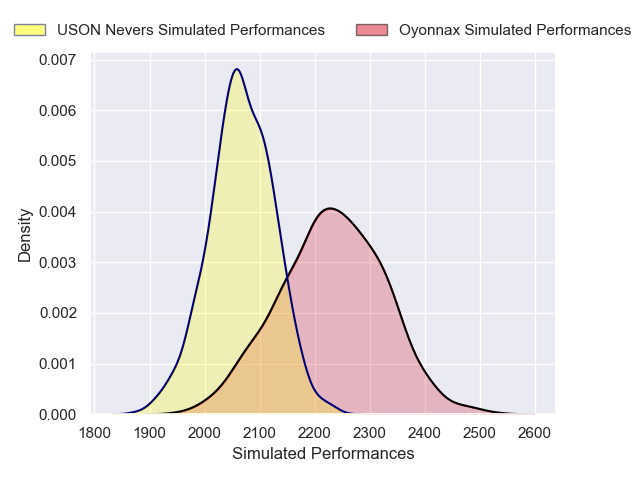 USON Nevers Simulated Performances Oyonnax Simulated Performances
0.007
0.006
0.005
0.004
0.003
0.002
0.001
0.000
Density
1800 1900 2000 2100 2200 2300 2400 2500 2600
Simulated Performances